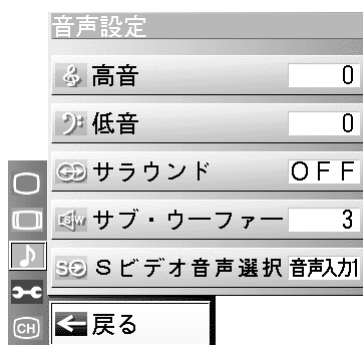 音声設定
高音 0
低音 0
サラウンド OFF
SW サブ・ウーファー 3
S Sビデオ音声選択 音声入力1
CH 戻る